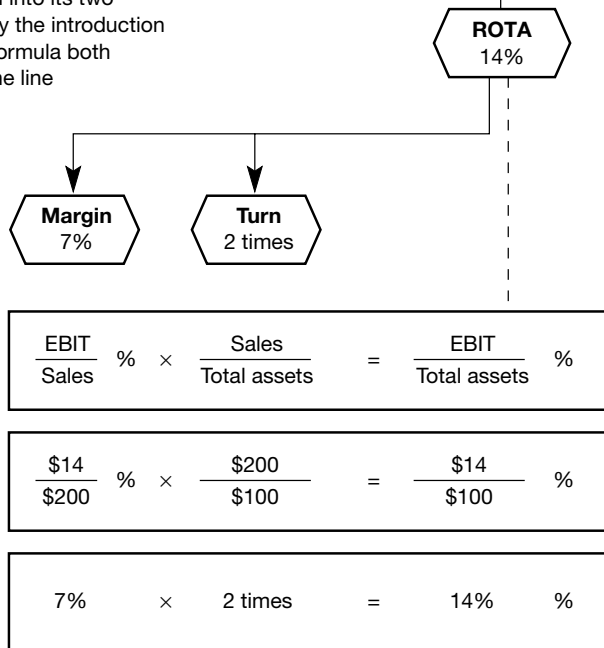 into its two
y the introduction
ormula both
ne line
ROTA
14%
Margin
7%
Turn
2 times
EBIT
Sales
%
×
Sales
Total assets
=
EBIT
Total assets
%
$14
$200
%
×
$200
$100
=
$14
$100
%
7% × 2 times = 14% %